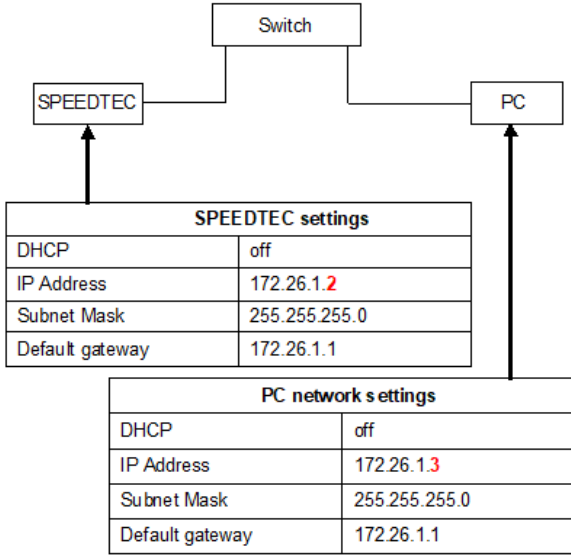 Switch
SPEEDTEC
PC
SPEEDTEC settings
DHCP off
IP Address 172.26.1.2
Subnet Mask 255.255.255.0
Default gateway 172.26.1.1
PC network settings
DHCP off
IP Address 172.26.1.3
Subnet Mask 255.255.255.0
Default gateway 172.26.1.1